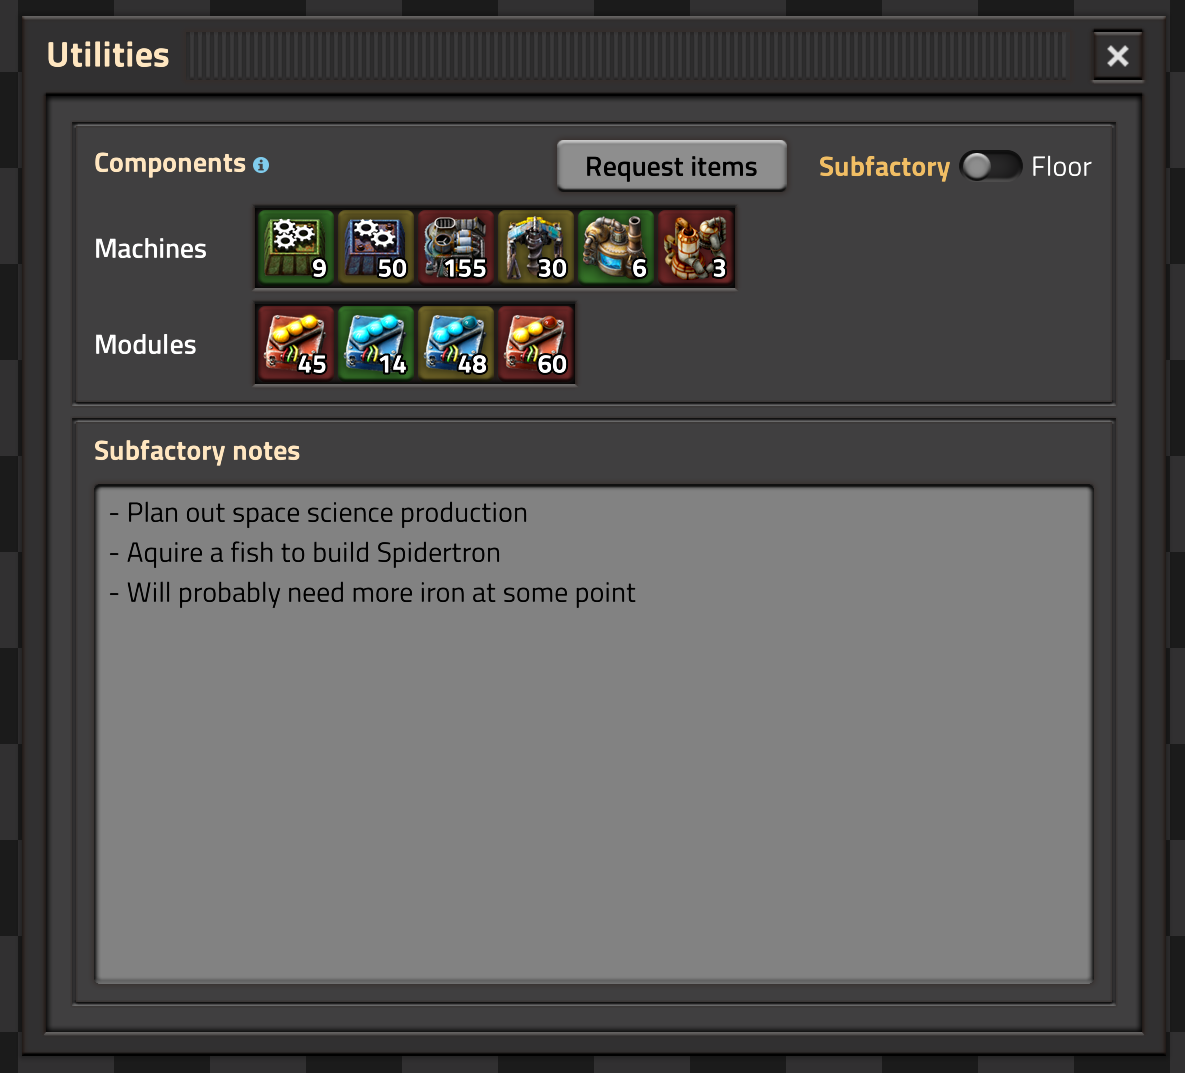 Utilities
Components
Request items
Subfactory
Floor
Machines
9
50
155
30
6
3
Modules
45
14
48
60
Subfactory notes
- Plan out space science production
- Aquire a fish to build Spidertron
- Will probably need more iron at some point